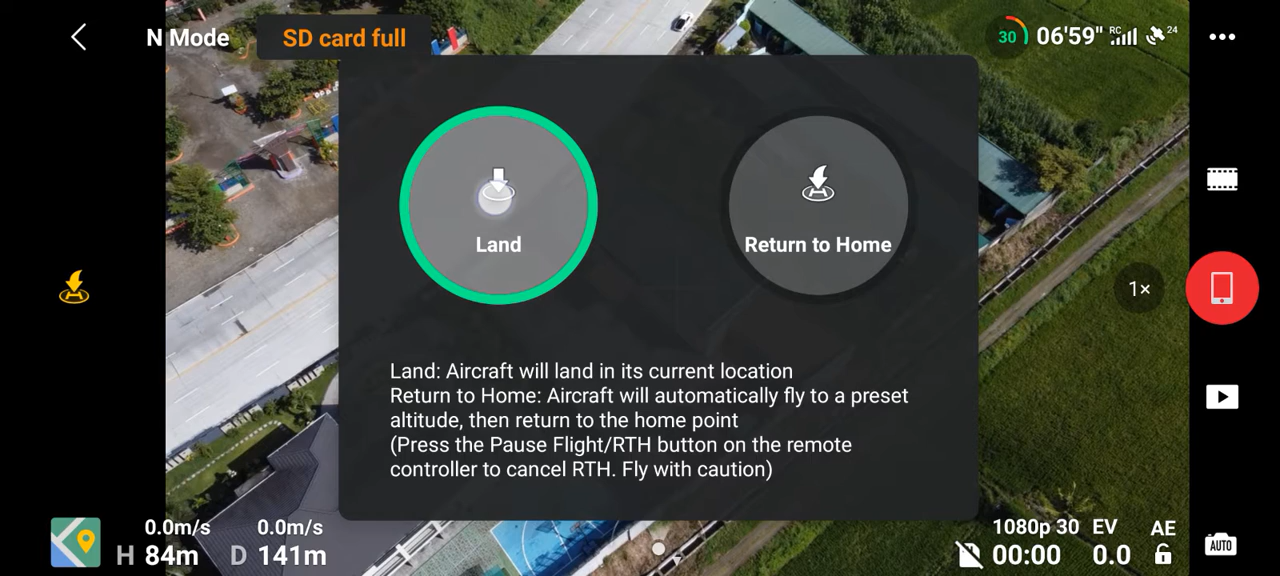 N Mode
SD card full
30
06'59"
RC
24
Land
Return to Home
1×
Land: Aircraft will land in its current location
Return to Home: Aircraft will automatically fly to a preset
altitude, then return to the home point
(Press the Pause Flight/RTH button on the remote
controller to cancel RTH. Fly with caution)
0.0m/s
0.0m/s
H 84m
D 141m
1080p 30
EV
AE
00:00
0.0
AUTO